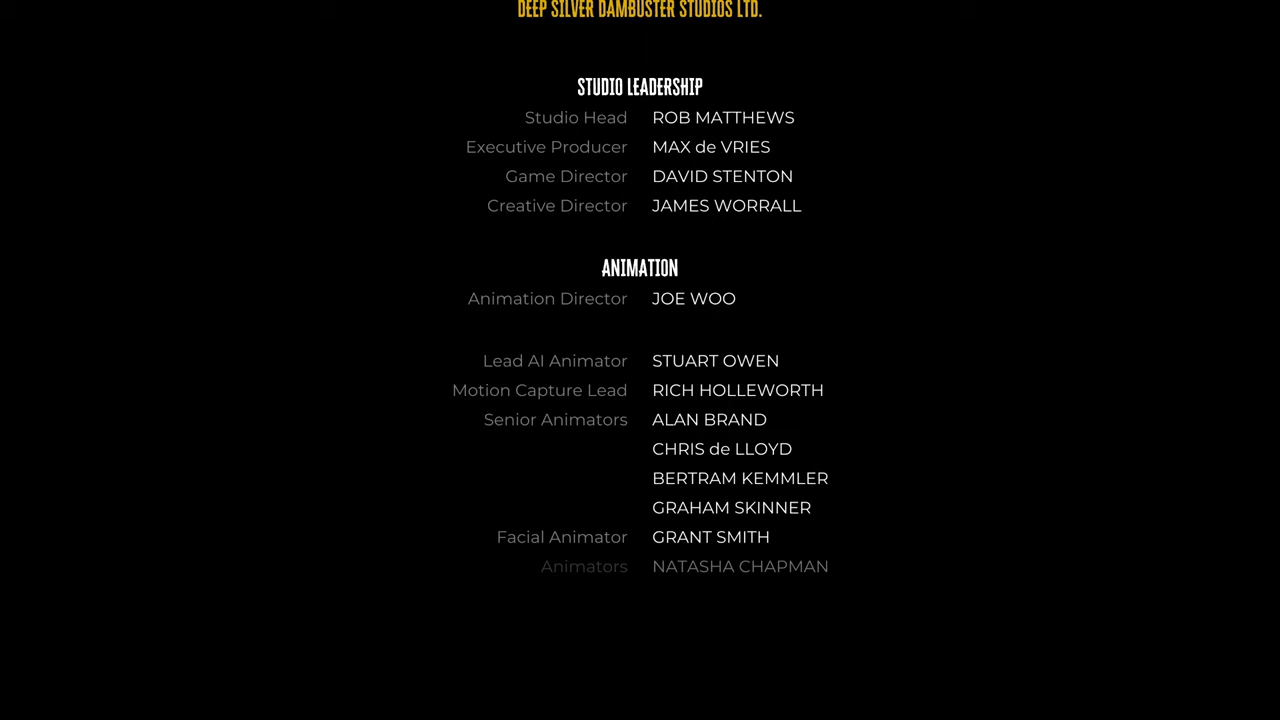 DEEP SILVER DAMBUSTER STUDIOS LTD.
STUDIO LEADERSHIP
Studio Head ROB MATTHEWS
Executive Producer MAX de VRIES
Game Director DAVID STENTON
Creative Director JAMES WORRALL
ANIMATION
Animation Director JOE WOO
Lead AI Animator STUART OWEN
Motion Capture Lead RICH HOLLEWORTH
Senior Animators ALAN BRAND
CHRIS de LLOYD
BERTRAM KEMMLER
GRAHAM SKINNER
Facial Animator GRANT SMITH
Animators NATASHA CHAPMAN